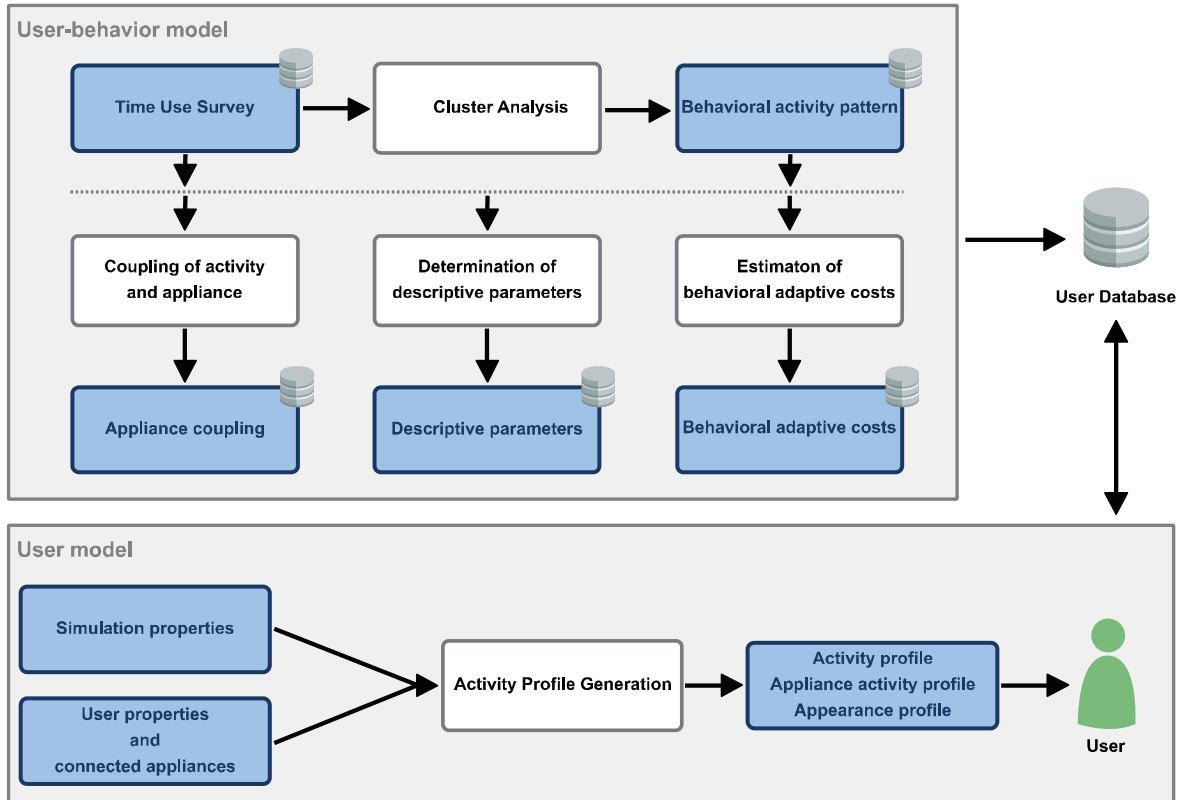 User-behavior model
Time Use Survey
Cluster Analysis
Behavioral activity pattern
Coupling of activity
and appliance
Determination of
descriptive parameters
Estimaton of
behavioral adaptive costs
User Database
Appliance coupling
Descriptive parameters
Behavioral adaptive costs
User model
Simulation properties
User properties
and
connected appliances
Activity Profile Generation
Activity profile
Appliance activity profile
Appearance profile
User